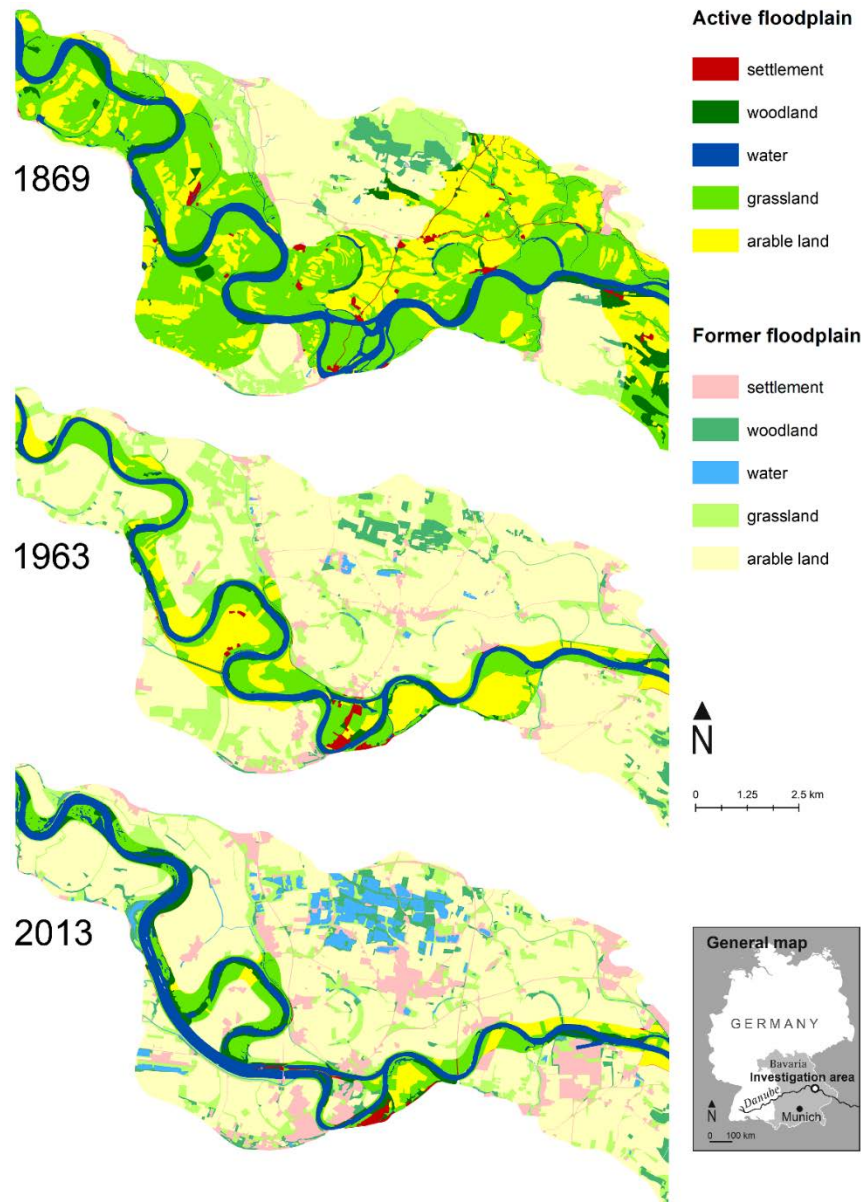 1869
1963
2013
Active floodplain
settlement
woodland
water
grassland
arable land
Former floodplain
settlement
woodland
water
grassland
arable land
N
0 1.25 2.5 km
General map
GERMANY
Bavaria
Investigation area
Danube
Munich
N
0 100 km